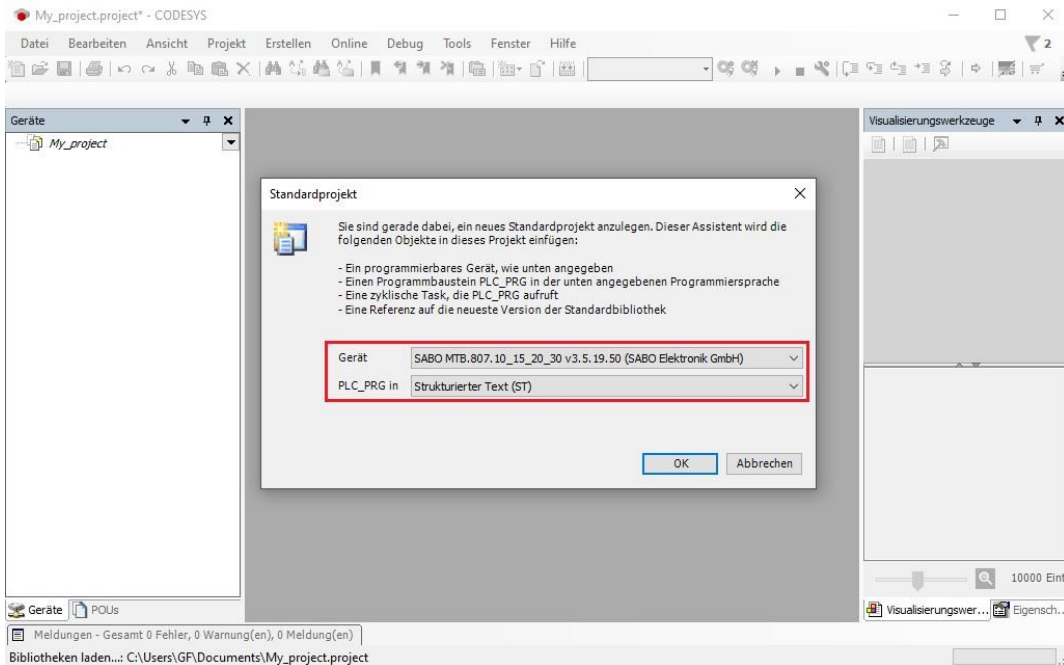 My_project.project* - CODESYS
Datei Bearbeiten Ansicht Projekt Erstellen Online Debug Tools Fenster Hilfe
2
Geräte
My_project
Visualisierungswerkzeuge
Standardprojekt
Sie sind gerade dabei, ein neues Standardprojekt anzulegen. Dieser Assistent wird die
folgenden Objekte in dieses Projekt einfügen:
- Ein programmierbares Gerät, wie unten angegeben
- Einen Programmbaustein PLC_PRG in der unten angegebenen Programmiersprache
- Eine zyklische Task, die PLC_PRG aufruft
- Eine Referenz auf die neueste Version der Standardbibliothek
Gerät SABO MTB.807.10_15_20_30 v3.5.19.50 (SABO Elektronik GmbH)
PLC_PRG in Strukturierter Text (ST)
OK Abbrechen
10000 Einf
Geräte POUs
Visualisierungswer... Eigensch...
Meldungen - Gesamt 0 Fehler, 0 Warnung(en), 0 Meldung(en)
Bibliotheken laden...: C:\Users\GF\Documents\My_project.project